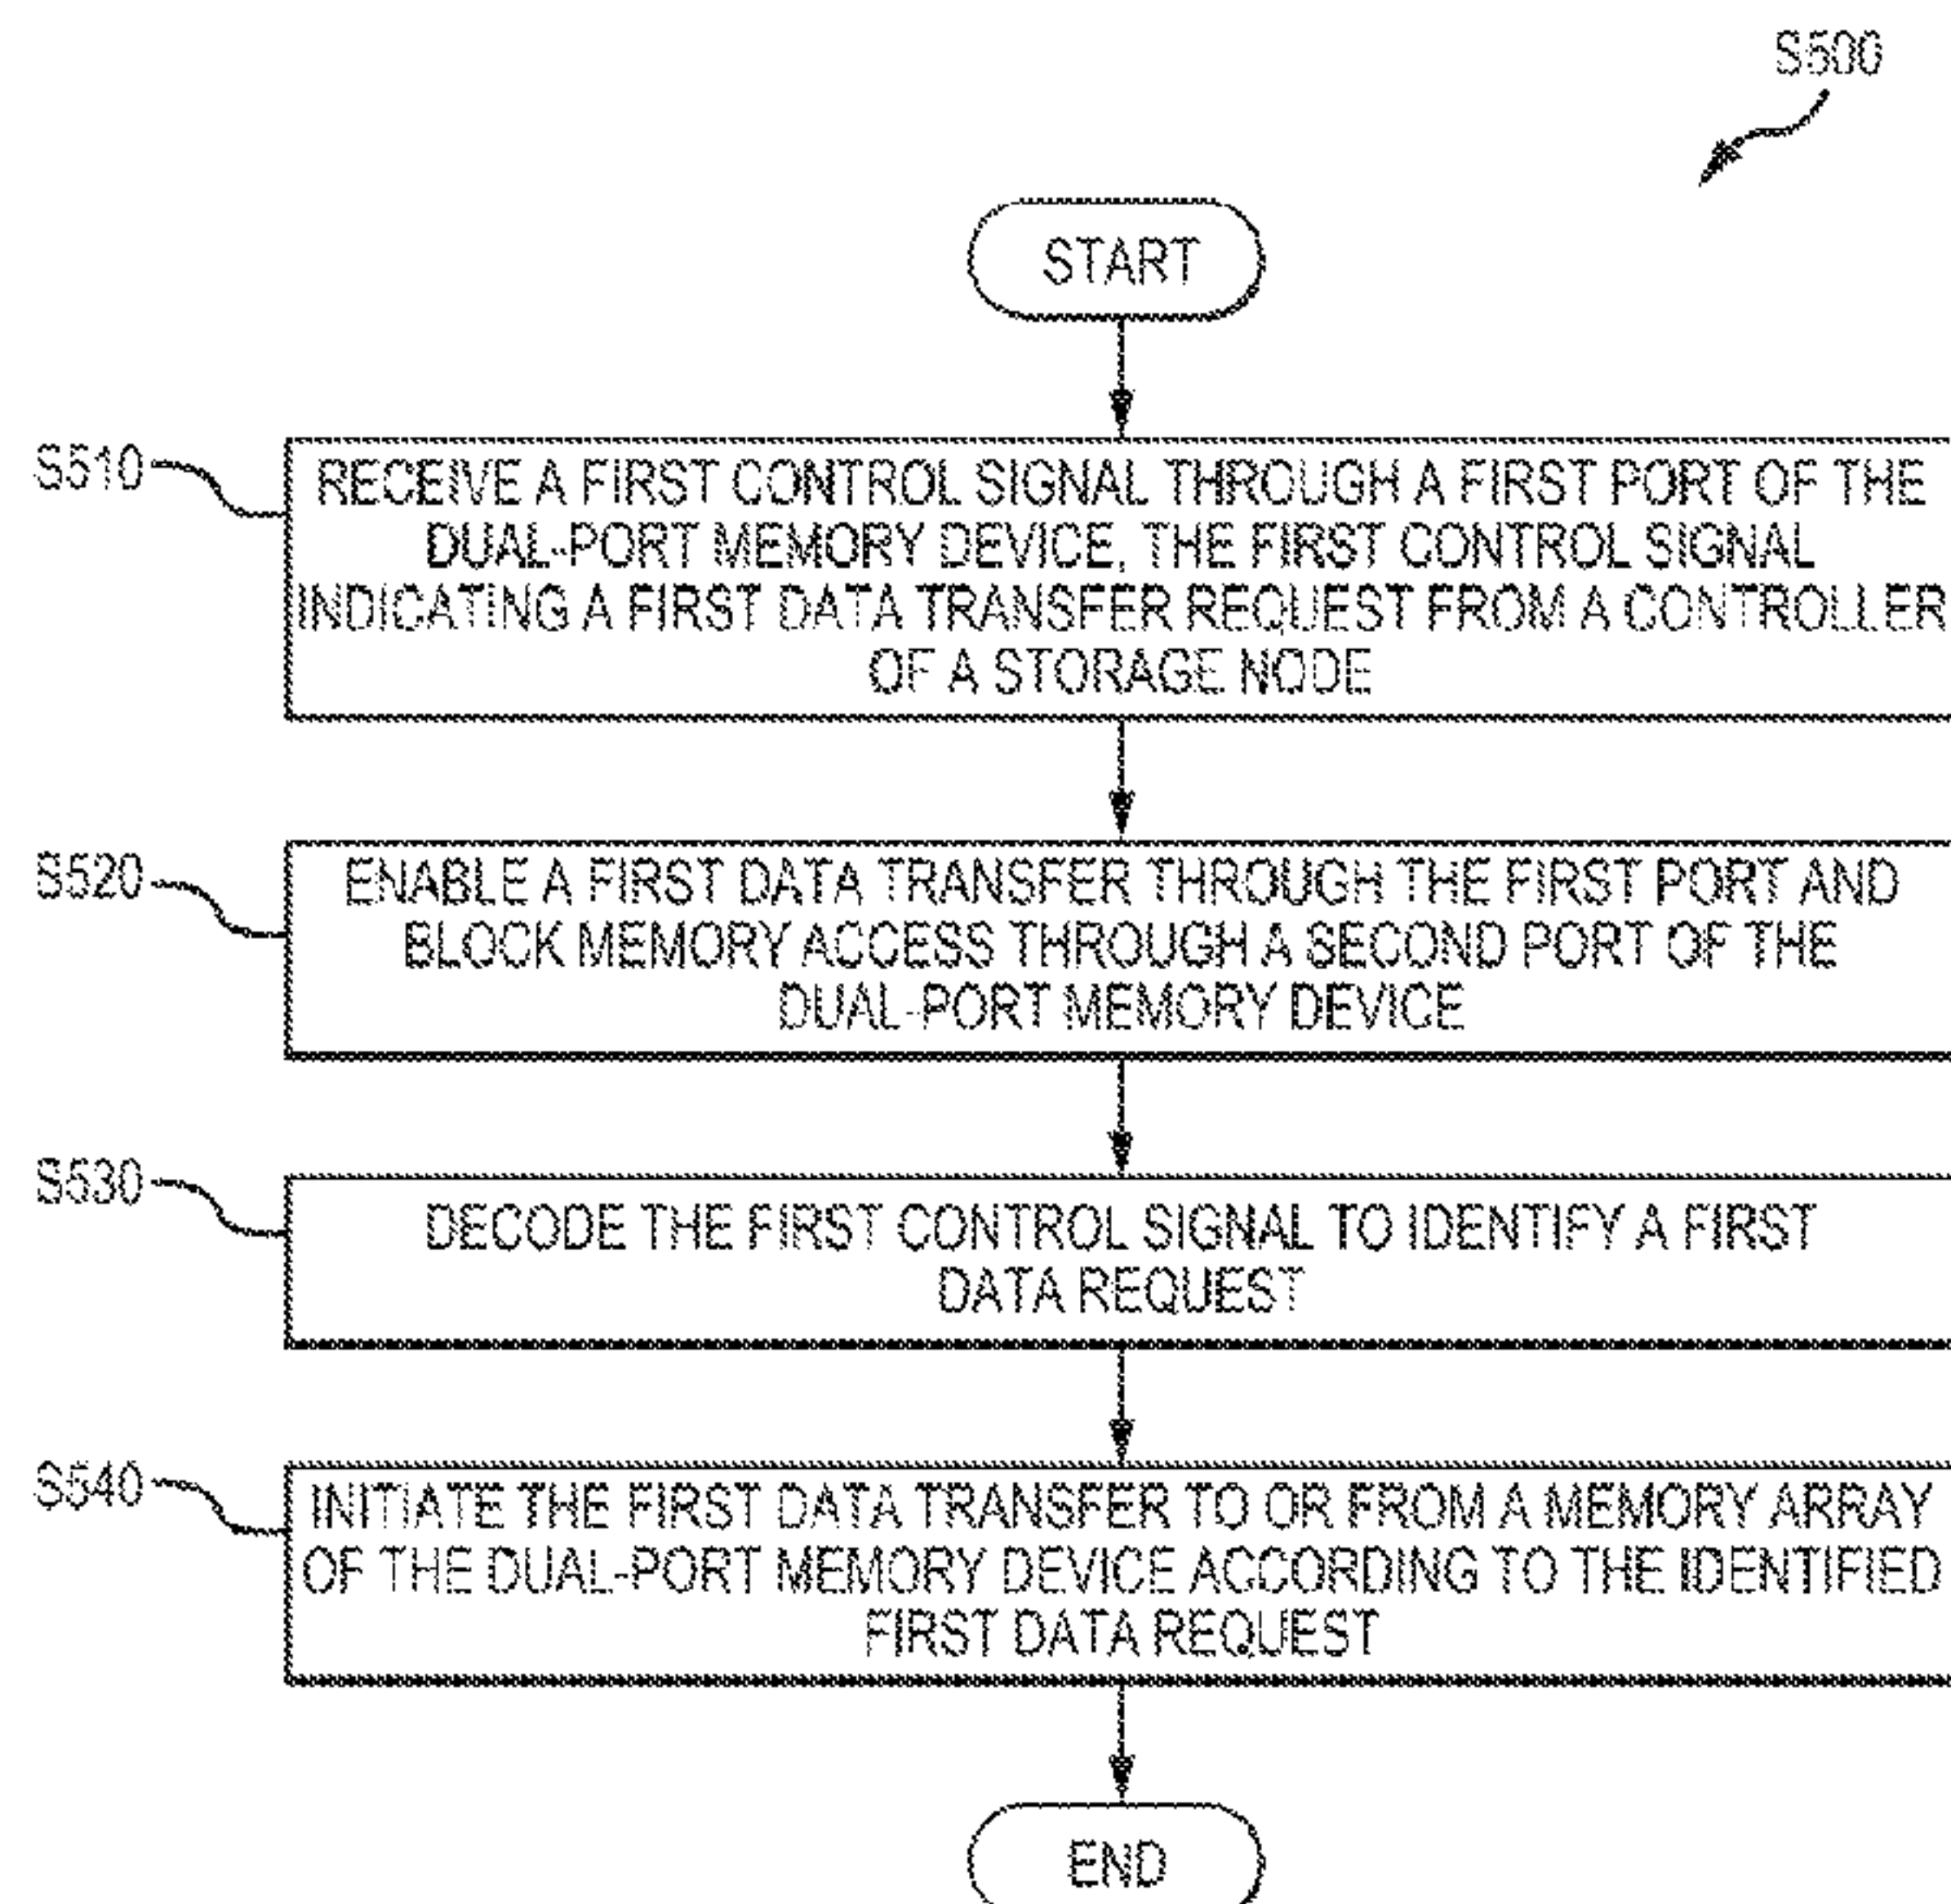 S500
START
S510
RECEIVE A FIRST CONTROL SIGNAL THROUGH A FIRST PORT OF THE
DUAL-PORT MEMORY DEVICE, THE FIRST CONTROL SIGNAL
INDICATING A FIRST DATA TRANSFER REQUEST FROM A CONTROLLER
OF A STORAGE NODE
S520
ENABLE A FIRST DATA TRANSFER THROUGH THE FIRST PORT AND
BLOCK MEMORY ACCESS THROUGH A SECOND PORT OF THE
DUAL-PORT MEMORY DEVICE
S530
DECODE THE FIRST CONTROL SIGNAL TO IDENTIFY A FIRST
DATA REQUEST
S540
INITIATE THE FIRST DATA TRANSFER TO OR FROM A MEMORY ARRAY
OF THE DUAL-PORT MEMORY DEVICE ACCORDING TO THE IDENTIFIED
FIRST DATA REQUEST
END